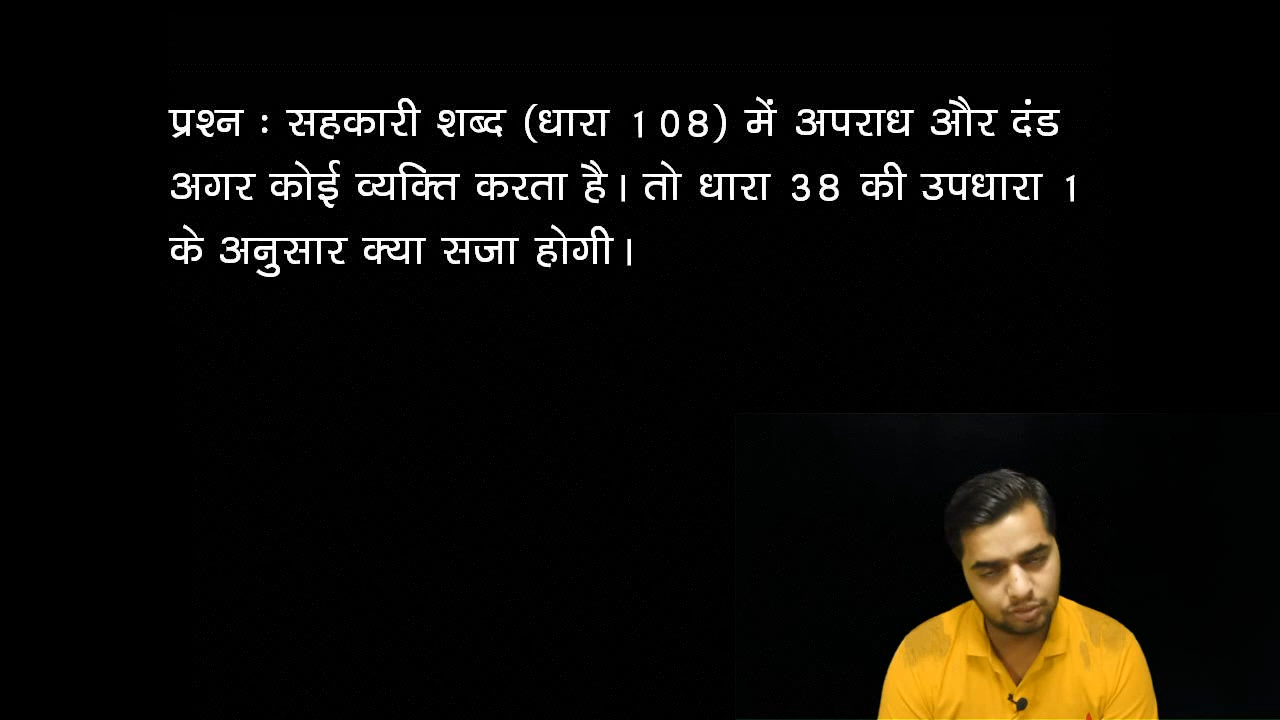 प्रश्न : सहकारी शब्द (धारा 108) में अपराध और दंड
अगर कोई व्यक्ति करता है। तो धारा 38 की उपधारा 1
के अनुसार क्या सजा होगी।